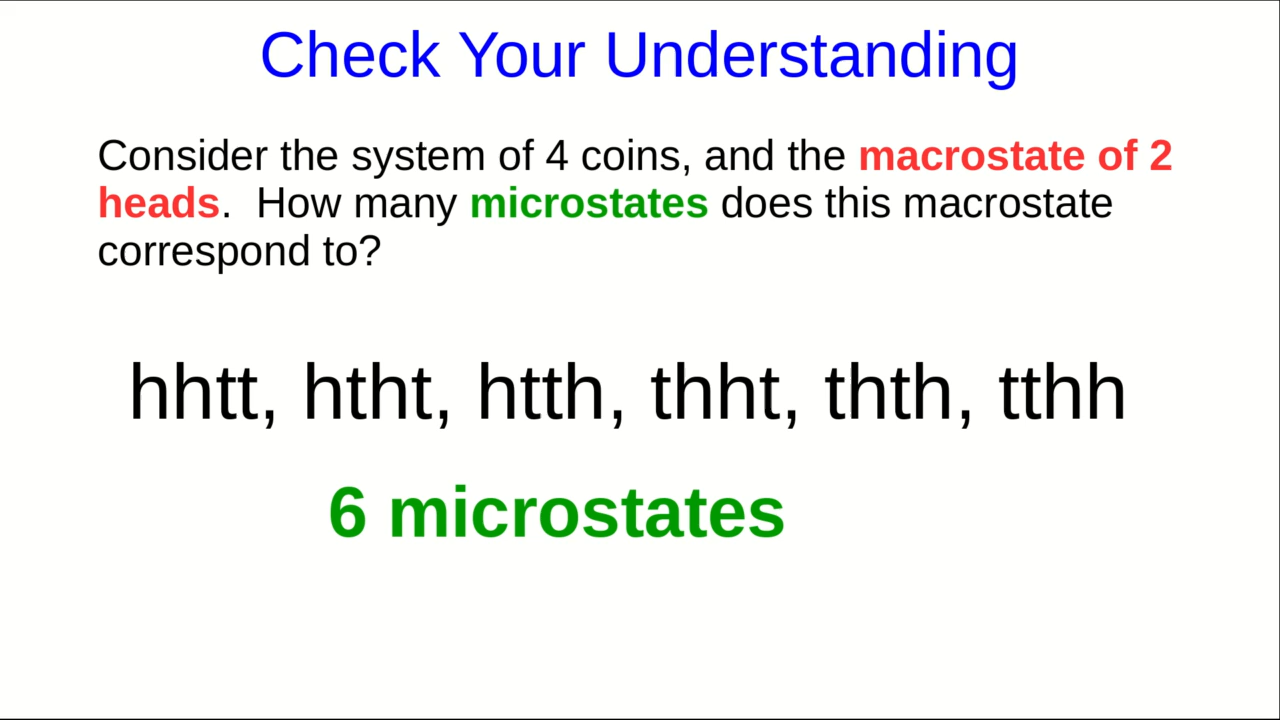 Check Your Understanding
Consider the system of 4 coins, and the macrostate of 2
heads.  How many microstates does this macrostate
correspond to?
hhtt, htht, htth, thht, thth, tthh
6 microstates